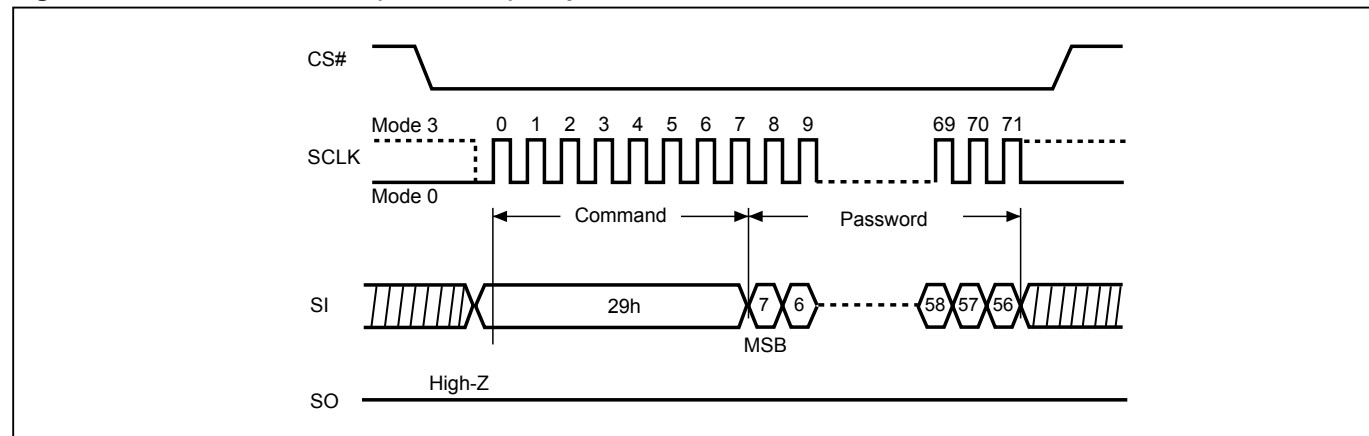 CS#
Mode 3 0 1 2 3 4 5 6 7 8 9 69 70 71
SCLK
Mode 0
Command Password
SI 29h 7 6 58 57 56
MSB
High-Z
SO